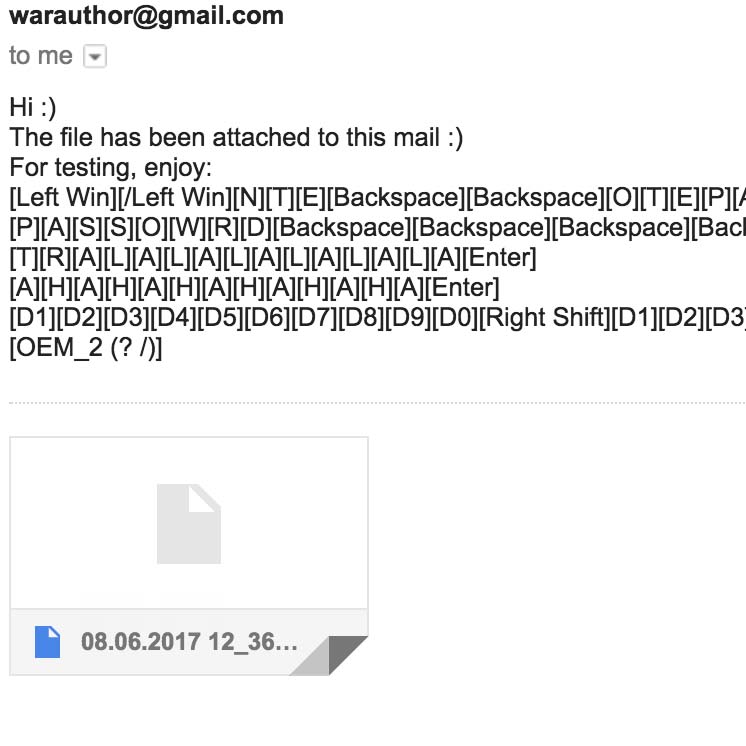 warauthor@gmail.com
to me
Hi :)
The file has been attached to this mail :)
For testing, enjoy:
[Left Win][/Left Win][N][T][E][Backspace][Backspace][O][T][E][P][A
[P][A][S][S][O][W][R][D][Backspace][Backspace][Backspace][Bacl
[T][R][A][L][A][L][A][L][A][L][A][L][A][L][A][Enter]
[A][H][A][H][A][H][A][H][A][H][A][H][A][Enter]
[D1][D2][D3][D4][D5][D6][D7][D8][D9][D0][Right Shift][D1][D2][D3]
[OEM_2 (? /)]
08.06.2017 12_36...